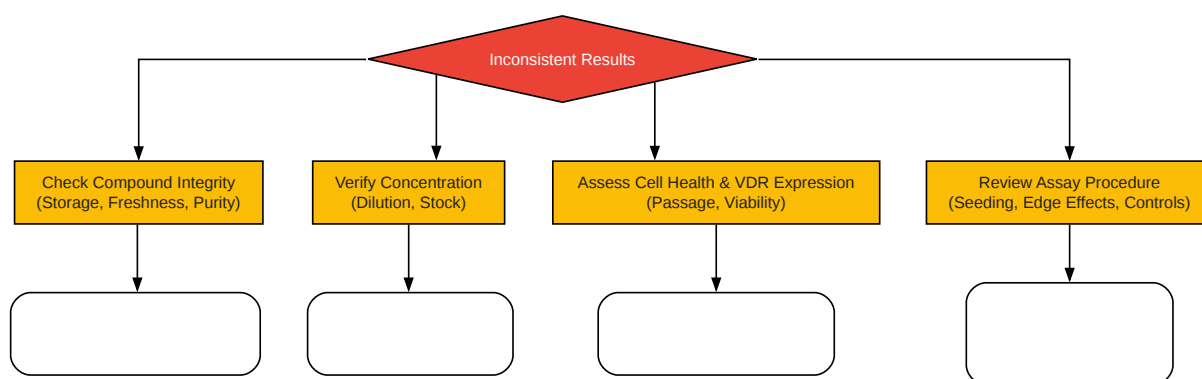 Inconsistent Results
Check Compound Integrity
(Storage, Freshness, Purity)
Verify Concentration
(Dilution, Stock)
Assess Cell Health & VDR Expression
(Passage, Viability)
Review Assay Procedure
(Seeding, Edge Effects, Controls)